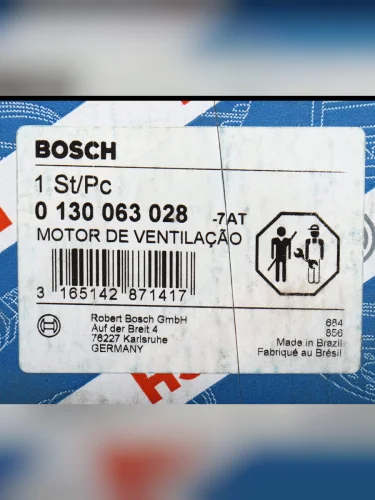 BOSCH
1 St/Pc
0 130 063 028 -7AT
MOTOR DE VENTILAÇÃO
3 165142 871417
Robert Bosch GmbH
Auf der Breit 4
76227 Karlsruhe
GERMANY
684
856
Made in Brazil
Fabriqué au Brésil